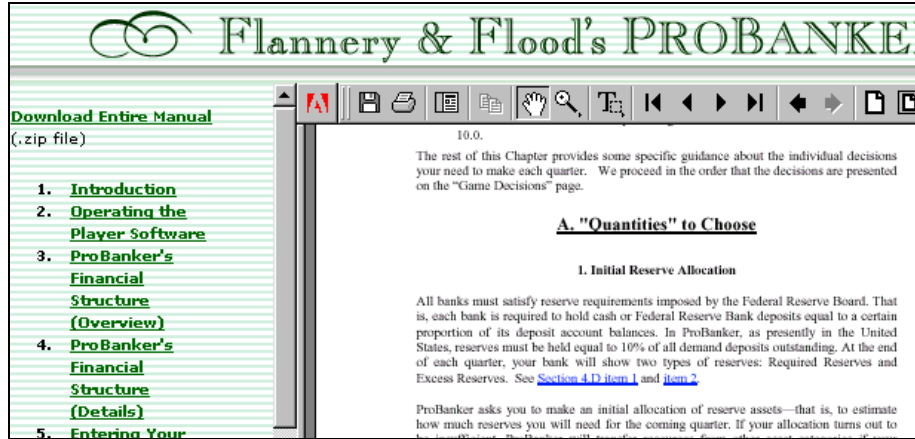 Flannery & Flood's PROBANKE
Download Entire Manual
(.zip file)
1. Introduction
2. Operating the
Player Software
3. ProBanker's
Financial
Structure
(Overview)
4. ProBanker's
Financial
Structure
(Details)
5. Entering Your
10.0.
The rest of this Chapter provides some specific guidance about the individual decisions
your need to make each quarter. We proceed in the order that the decisions are presented
on the “Game Decisions” page.
A. "Quantities" to Choose
1. Initial Reserve Allocation
All banks must satisfy reserve requirements imposed by the Federal Reserve Board. That
is, each bank is required to hold cash or Federal Reserve Bank deposits equal to a certain
proportion of its deposit account balances. In ProBanker, as presently in the United
States, reserves must be held equal to 10% of all demand deposits outstanding. At the end
of each quarter, your bank will show two types of reserves: Required Reserves and
Excess Reserves. See Section 4.D item 1 and item 2.
ProBanker asks you to make an initial allocation of reserve assets—that is, to estimate
how much reserves you will need for the coming quarter. If your allocation turns out to